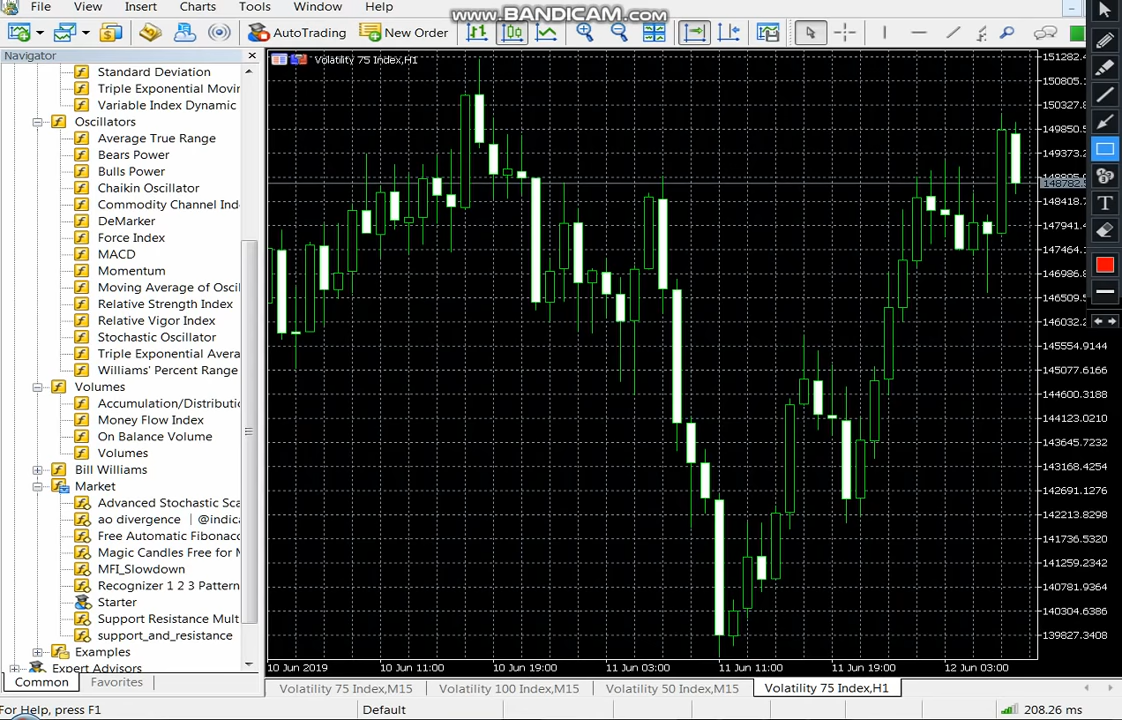 File View Insert Charts Tools Window Help
www.BANDICAM.com
AutoTrading New Order
Navigator
Volatility 75 Index,H1
Standard Deviation
Triple Exponential Movin
Variable Index Dynamic
Oscillators
Average True Range
Bears Power
Bulls Power
Chaikin Oscillator
Commodity Channel Inde
DeMarker
Force Index
MACD
Momentum
Moving Average of Oscil
Relative Strength Index
Relative Vigor Index
Stochastic Oscillator
Triple Exponential Avera
Williams' Percent Range
Volumes
Accumulation/Distributic
Money Flow Index
On Balance Volume
Volumes
Bill Williams
Market
Advanced Stochastic Sca
ao divergence | @indica
Free Automatic Fibonacc
Magic Candles Free for M
MFI_Slowdown
Recognizer 1 2 3 Pattern
Starter
Support Resistance Mult
support_and_resistance
Examples
Expert Advisors
Common Favorites
151282.4
150805.
150327.8
149850.5
149373.2
148782.
148418.7
147941.4
147464.
146986.8
146509.5
146032.2
145554.9144
145077.6166
144600.3188
144123.0210
143645.7232
143168.4254
142691.1276
142213.8298
141736.5320
141259.2342
140781.9364
140304.6386
139827.3408
10 Jun 2019 10 Jun 11:00 10 Jun 19:00 11 Jun 03:00 11 Jun 11:00 11 Jun 19:00 12 Jun 03:00
Volatility 75 Index,M15 Volatility 100 Index,M15 Volatility 50 Index,M15 Volatility 75 Index,H1
For Help, press F1 Default 208.26 ms